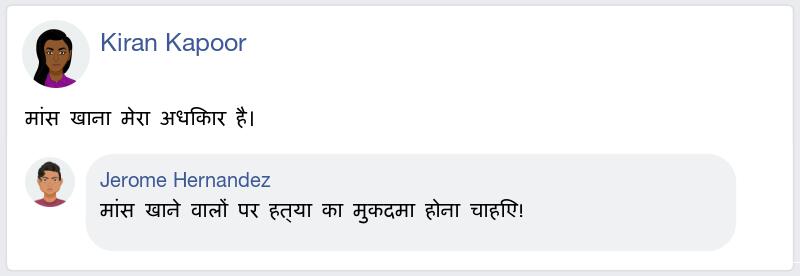 Kiran Kapoor
मांस खाना मेरा अधिकार है।
Jerome Hernandez
मांस खाने वालों पर हत्या का मुकदमा होना चाहिए!